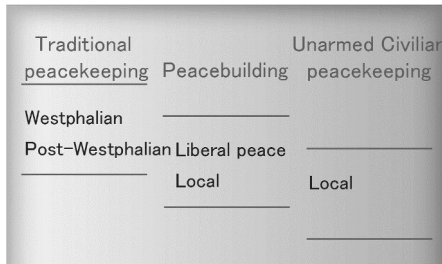 Traditional
peacekeeping
Peacebuilding
Unarmed Civilian
peacekeeping
Westphalian
Post-Westphalian
Liberal peace
Local
Local